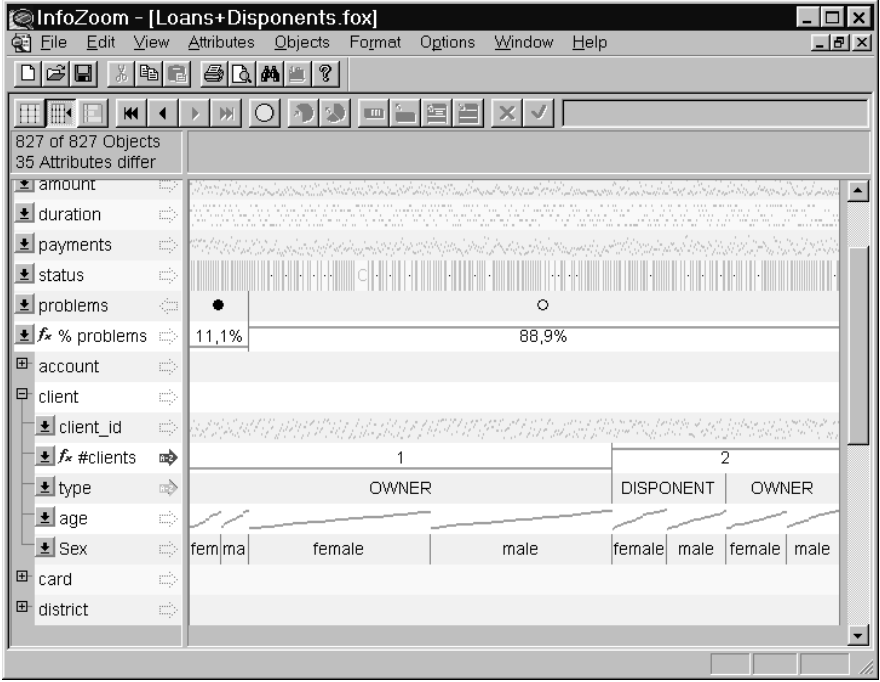 InfoZoom - [Loans+Disponents.fox]
File Edit View Attributes Objects Format Options Window Help
827 of 827 Objects
35 Attributes differ
amount
duration
payments
status C
problems
fx % problems 11,1% 88,9%
account
client
client_id
fx #clients 1 2
type OWNER DISPONENT OWNER
age
Sex fem ma female male female male female male
card
district